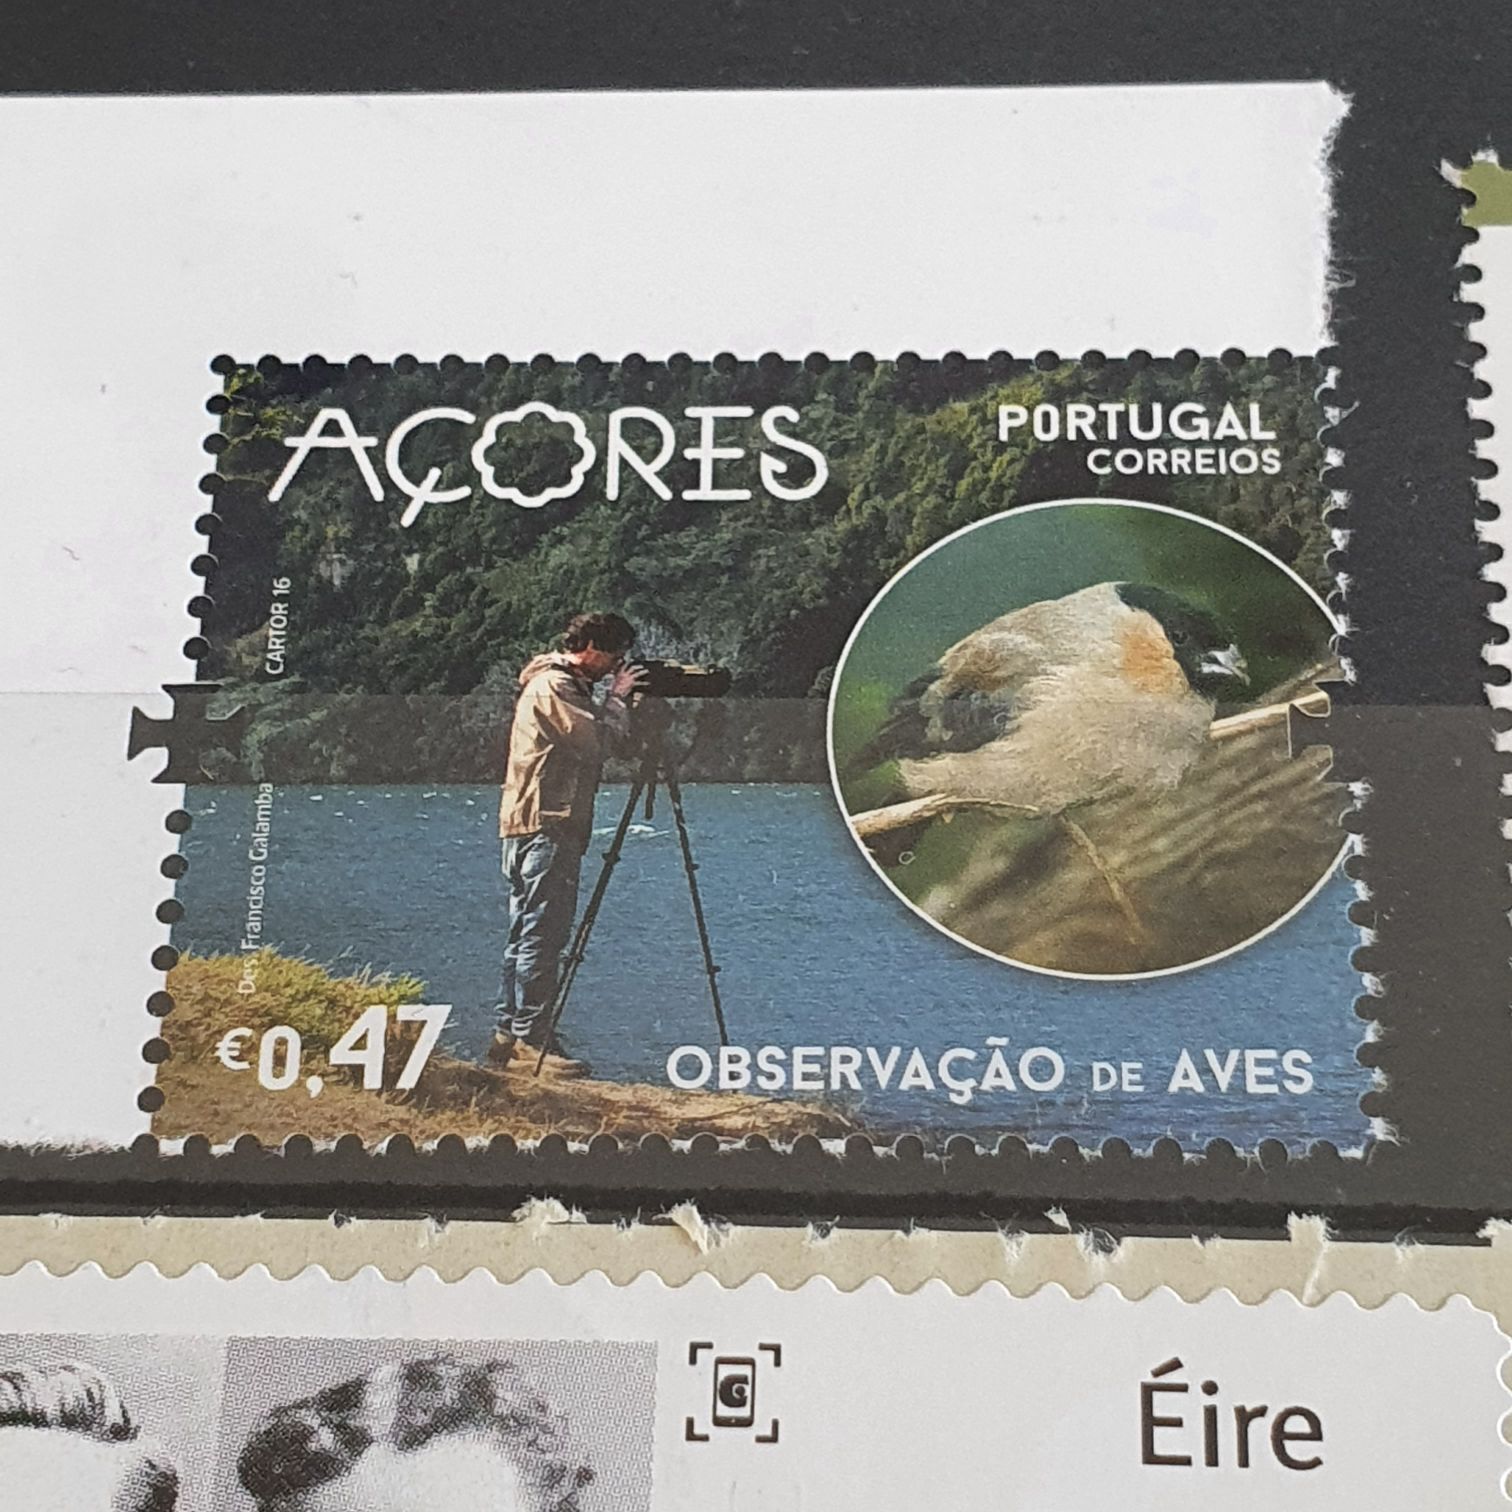 AÇORES
PORTUGAL
CORREIOS
CARTOR 16
Des. Francisco Galamba
€0,47
OBSERVAÇÃO DE AVES
Éire